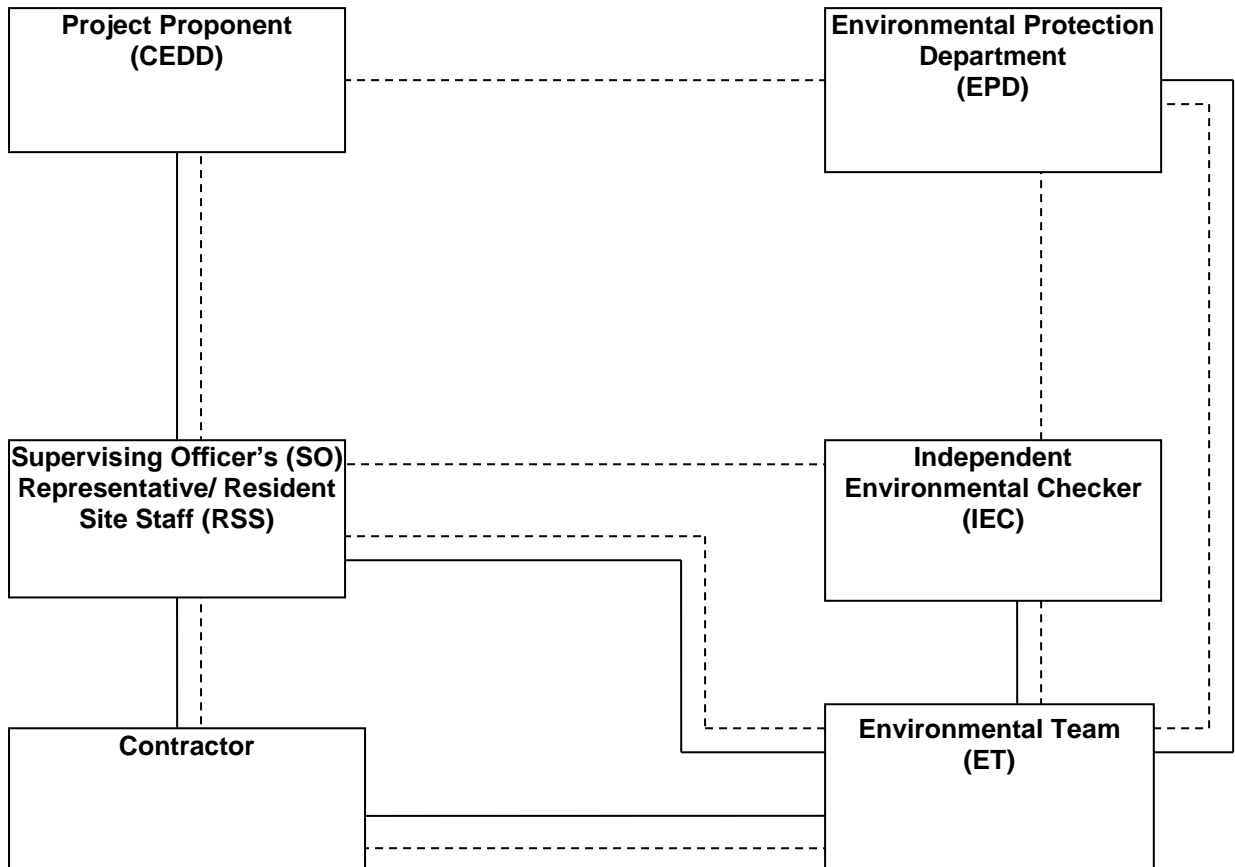 Project Proponent
(CEDD)
Environmental Protection
Department
(EPD)
Supervising Officer's (SO)
Representative/ Resident
Site Staff (RSS)
Independent
Environmental Checker
(IEC)
Contractor
Environmental Team
(ET)